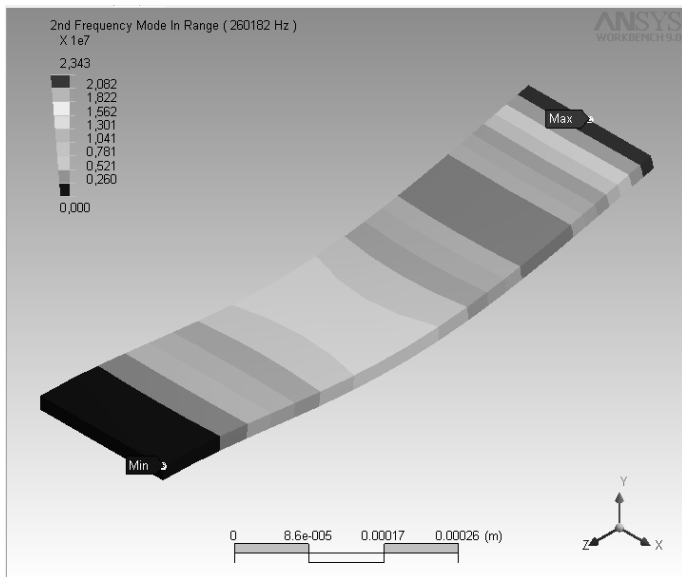 2nd Frequency Mode In Range ( 260182 Hz )
X 1e7
2,343
2,082
1,822
1,562
1,301
1,041
0,781
0,521
0,260
0,000
ANSYS
WORKBENCH 9.0
Max
Min
Y
Z
X
0 8.6e-005 0.00017 0.00026 (m)